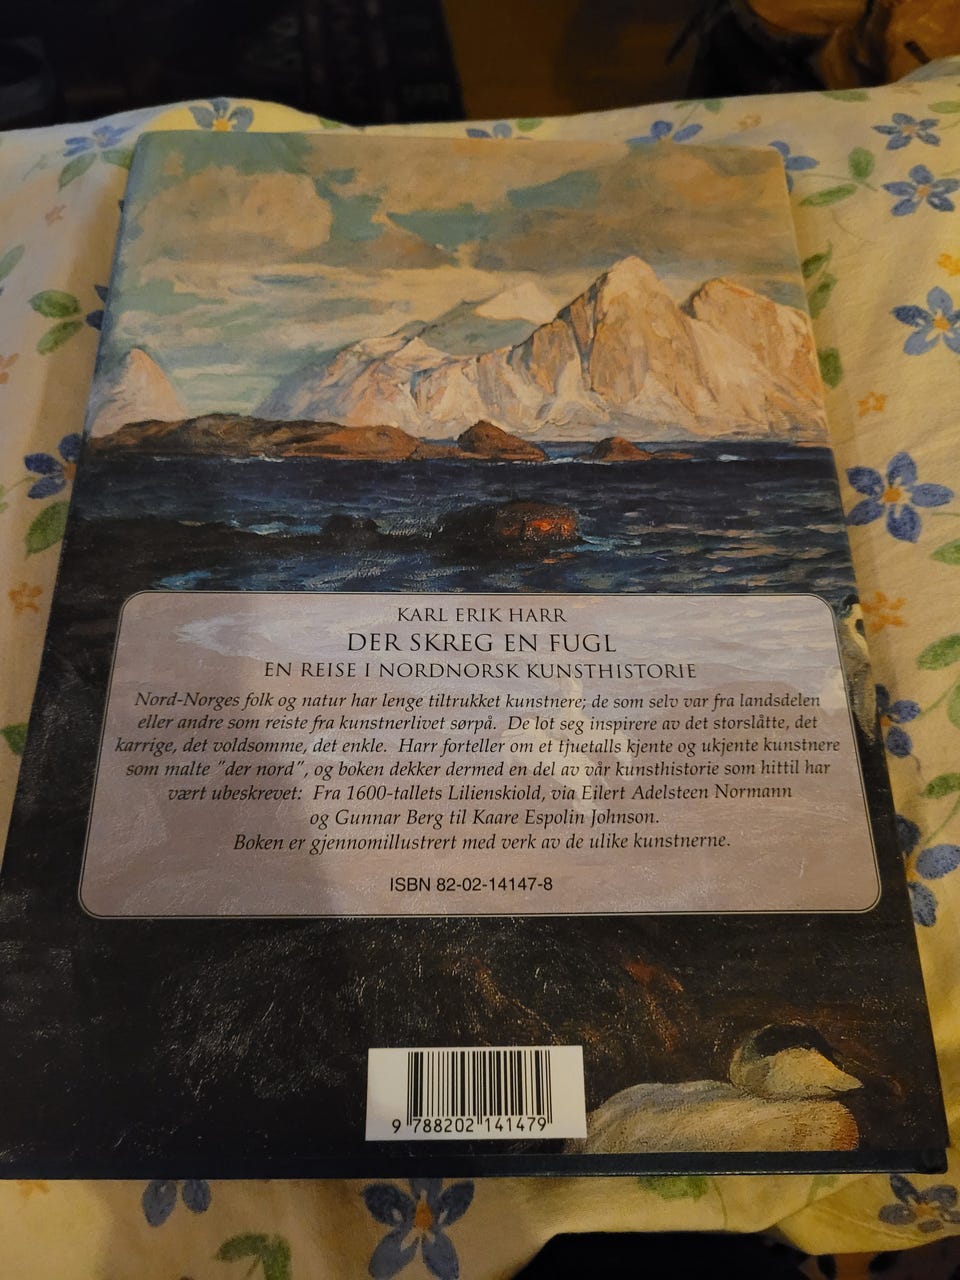 KARL ERIK HARR
DER SKREG EN FUGL
EN REISE I NORDNORSK KUNSTHISTORIE
Nord-Norges folk og natur har lenge tiltrukket kunstnere; de som selv var fra landsdelen
eller andre som reiste fra kunstnerlivet sørpå. De lot seg inspirere av det storslåtte, det
karrige, det voldsomme, det enkle. Harr forteller om et tjuetalls kjente og ukjente kunstnere
som malte "der nord", og boken dekker dermed en del av vår kunsthistorie som hittil har
vært ubeskrevet: Fra 1600-tallets Lilienskiold, via Eilert Adelsteen Normann
og Gunnar Berg til Kaare Espolin Johnson.
Boken er gjennomillustrert med verk av de ulike kunstnerne.
ISBN 82-02-14147-8
9 788202 141479